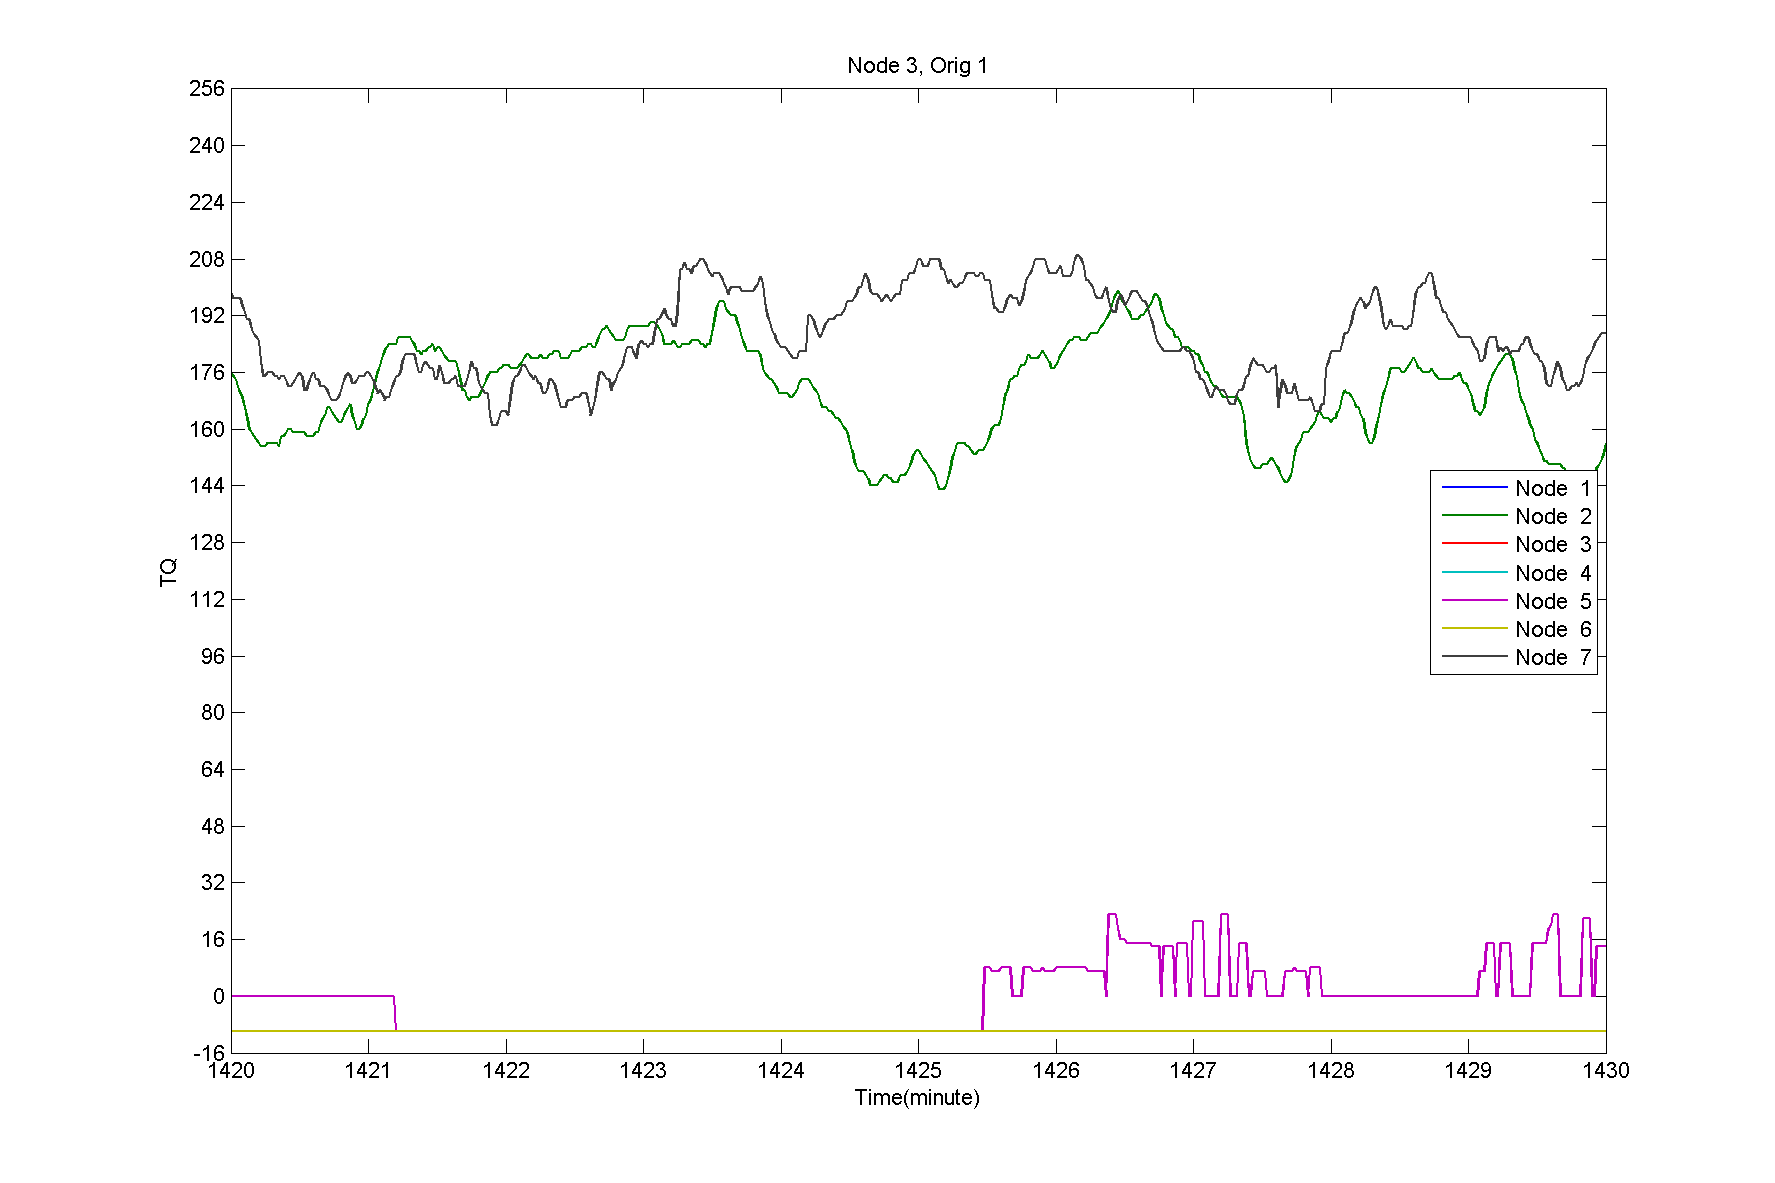 Node 3, Orig 1
256
240
224
208
192
176
160
144
128
112
96
80
64
48
32
16
0
-16
TQ
Node 1
Node 2
Node 3
Node 4
Node 5
Node 6
Node 7
1420 1421 1422 1423 1424 1425 1426 1427 1428 1429 1430
Time(minute)